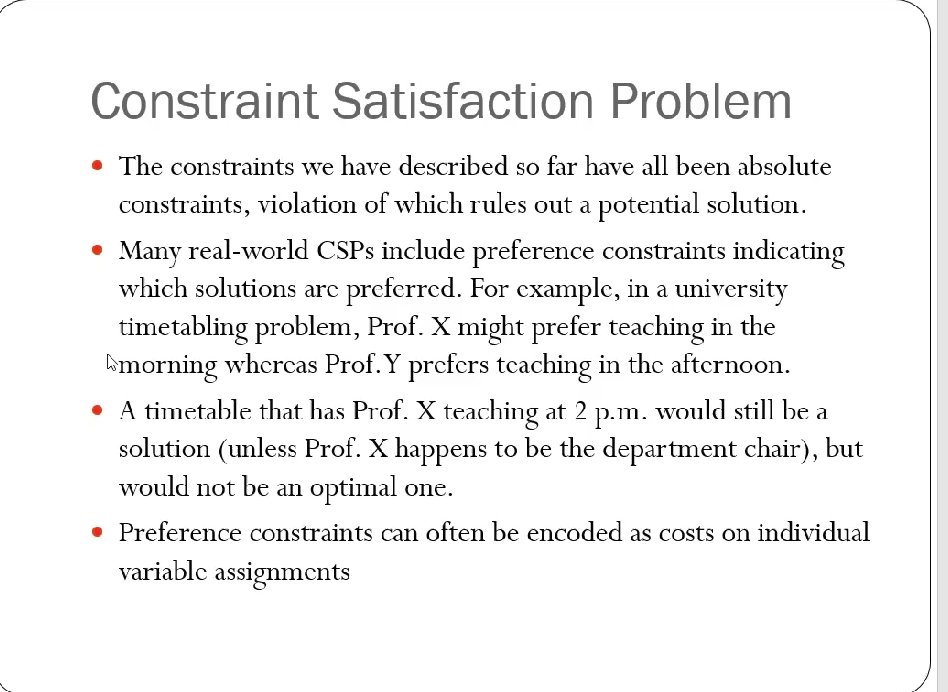 Constraint Satisfaction Problem
• The constraints we have described so far have all been absolute
constraints, violation of which rules out a potential solution.
• Many real-world CSPs include preference constraints indicating
which solutions are preferred. For example, in a university
timetabling problem, Prof. X might prefer teaching in the
morning whereas Prof. Y prefers teaching in the afternoon.
• A timetable that has Prof. X teaching at 2 p.m. would still be a
solution (unless Prof. X happens to be the department chair), but
would not be an optimal one.
• Preference constraints can often be encoded as costs on individual
variable assignments